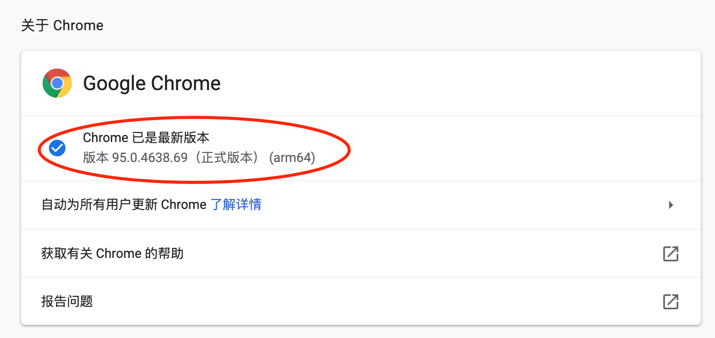 关于 Chrome
Google Chrome
Chrome 已是最新版本
版本 95.0.4638.69（正式版本） (arm64)
自动为所有用户更新 Chrome 了解详情
获取有关 Chrome 的帮助
报告问题